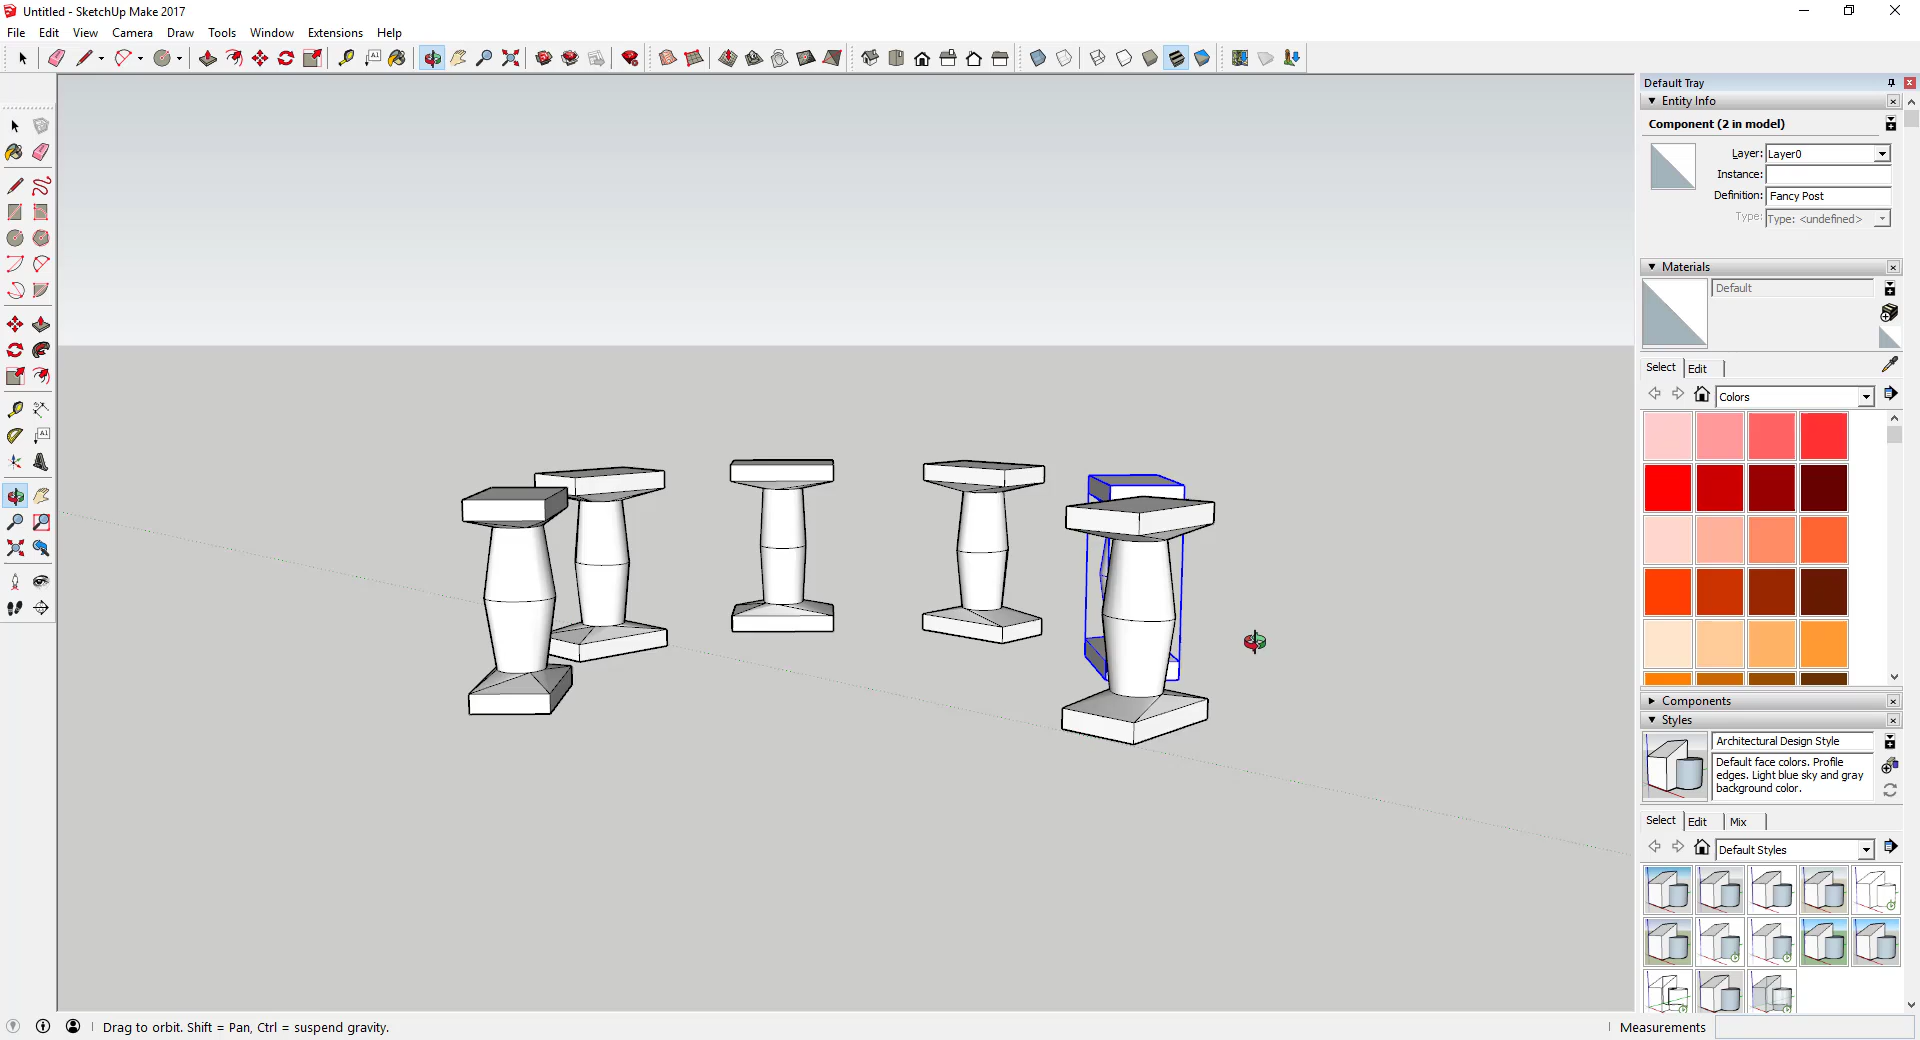 Untitled - SketchUp Make 2017
File Edit View Camera Draw Tools Window Extensions Help
A1
A1
Default Tray
Entity Info
Component (2 in model)
Layer: Layer0
Instance:
Definition: Fancy Post
Type: Type: <undefined>
Materials
Default
Select Edit
Colors
Components
Styles
Architectural Design Style
Default face colors. Profile
edges. Light blue sky and gray
background color.
Select Edit Mix
Default Styles
Drag to orbit. Shift = Pan, Ctrl = suspend gravity.
Measurements